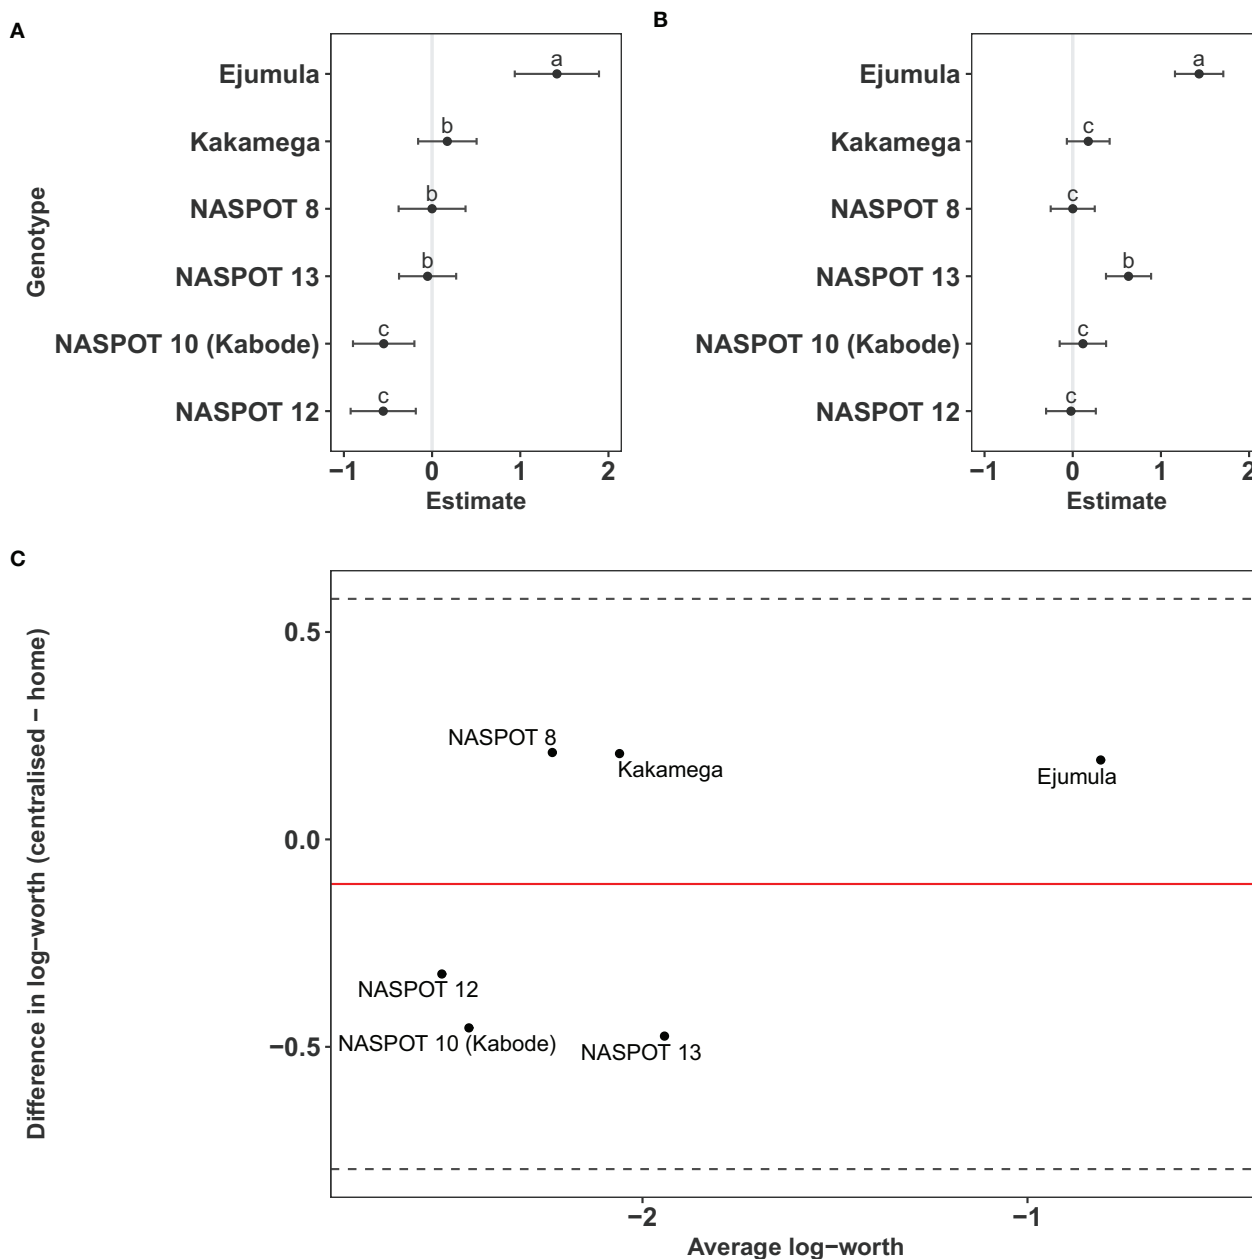 A
Genotype
Ejumula
a
Kakamega
b
NASPOT 8
b
NASPOT 13
b
NASPOT 10 (Kabode)
c
NASPOT 12
c
−1 0 1 2
Estimate
B
Ejumula
a
Kakamega
c
NASPOT 8
c
NASPOT 13
b
NASPOT 10 (Kabode)
c
NASPOT 12
c
−1 0 1 2
Estimate
C
Difference in log−worth (centralised − home)
0.5
0.0
−0.5
NASPOT 8
Kakamega
Ejumula
NASPOT 12
NASPOT 10 (Kabode)
NASPOT 13
−2 −1
Average log−worth